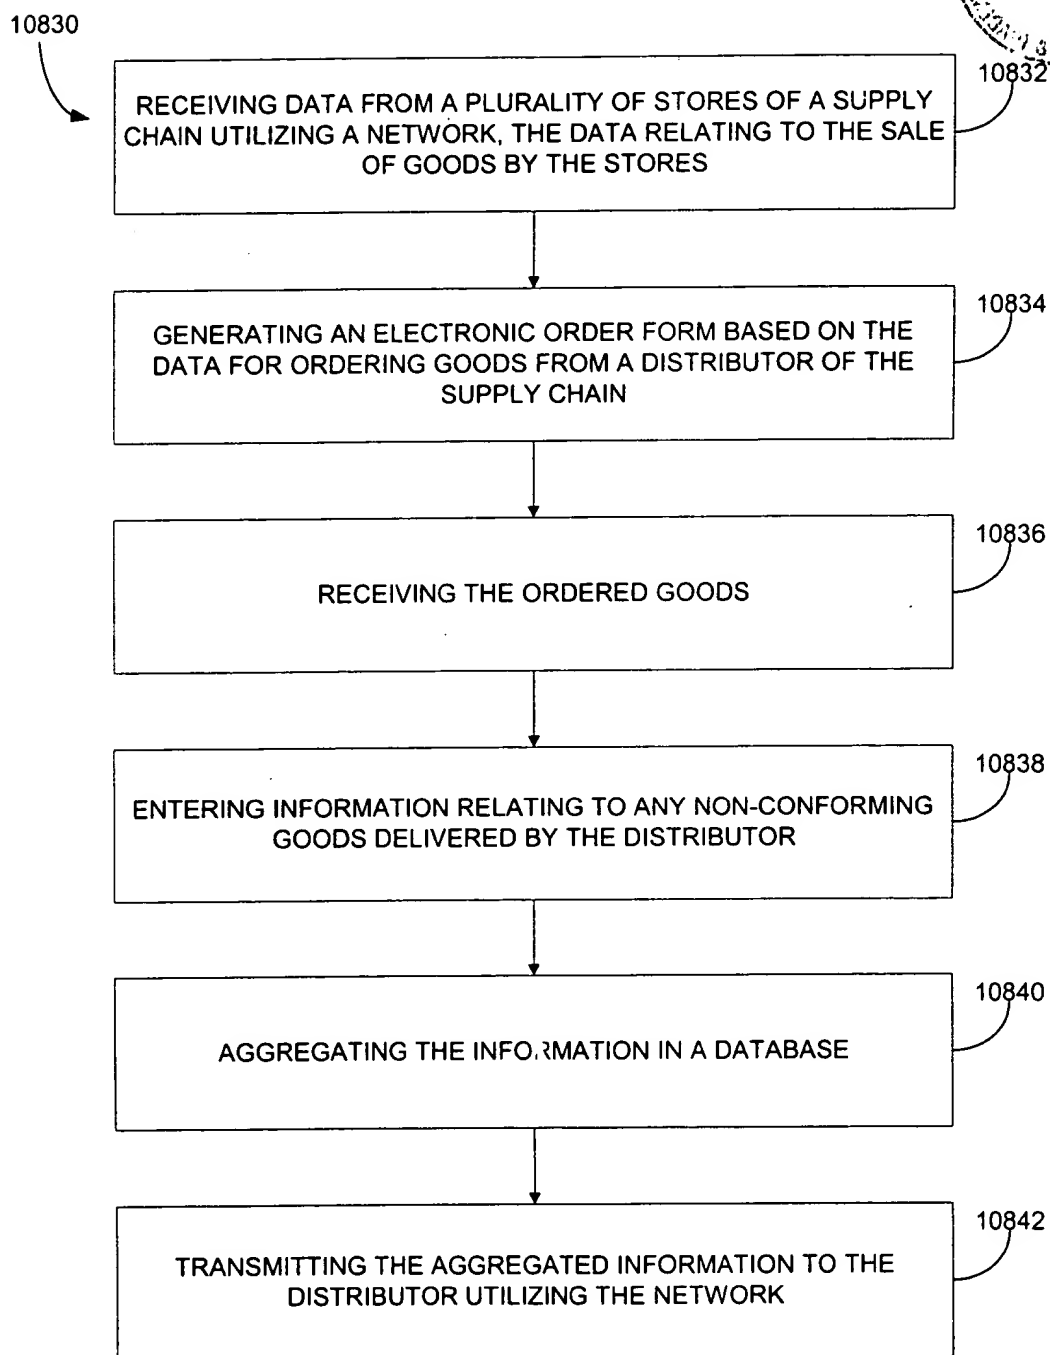 10830
10832
RECEIVING DATA FROM A PLURALITY OF STORES OF A SUPPLY
CHAIN UTILIZING A NETWORK, THE DATA RELATING TO THE SALE
OF GOODS BY THE STORES
10834
GENERATING AN ELECTRONIC ORDER FORM BASED ON THE
DATA FOR ORDERING GOODS FROM A DISTRIBUTOR OF THE
SUPPLY CHAIN
10836
RECEIVING THE ORDERED GOODS
10838
ENTERING INFORMATION RELATING TO ANY NON-CONFORMING
GOODS DELIVERED BY THE DISTRIBUTOR
10840
AGGREGATING THE INFORMATION IN A DATABASE
10842
TRANSMITTING THE AGGREGATED INFORMATION TO THE
DISTRIBUTOR UTILIZING THE NETWORK